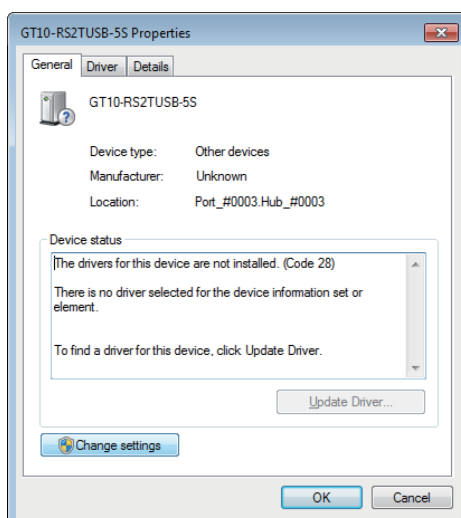 GT10-RS2TUSB-5S Properties
General Driver Details
GT10-RS2TUSB-5S
Device type: Other devices
Manufacturer: Unknown
Location: Port_#0003.Hub_#0003
Device status
The drivers for this device are not installed. (Code 28)
There is no driver selected for the device information set or
element.
To find a driver for this device, click Update Driver.
Update Driver...
Change settings
OK Cancel